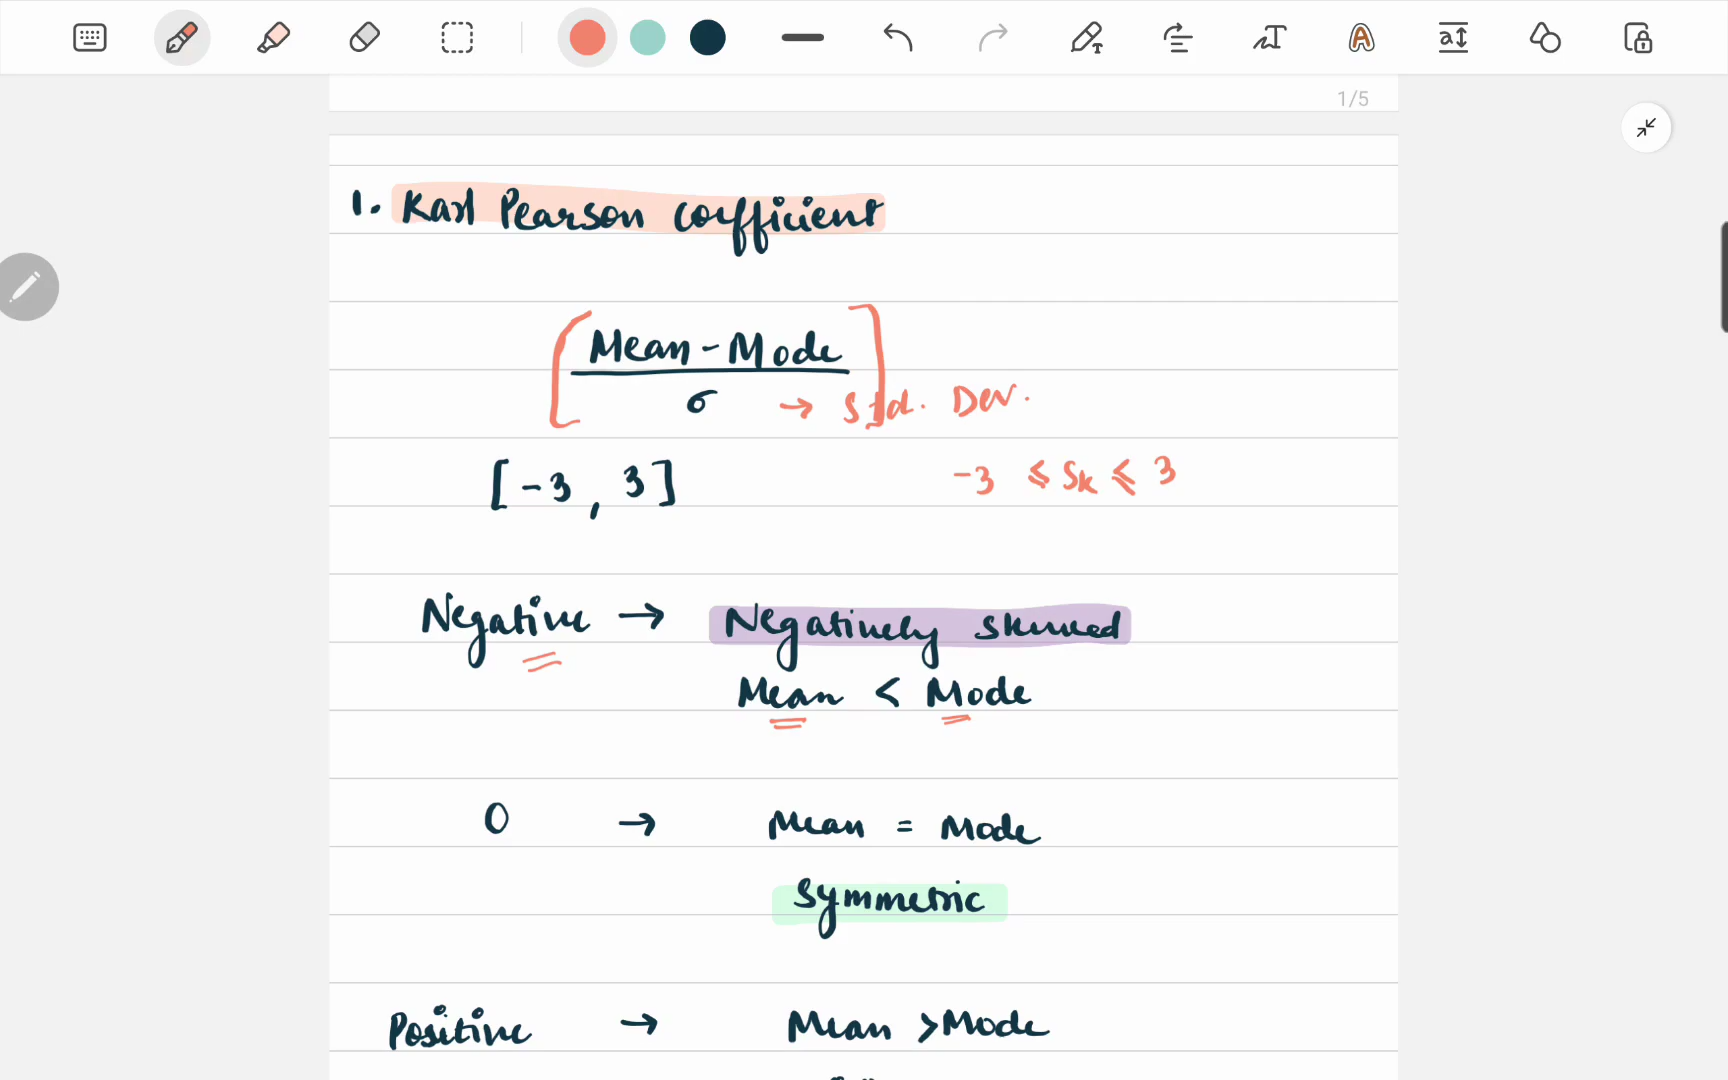 1/5
1. Karl Pearson coefficient
Mean - Mode
σ → Std. Dev.
[-3, 3] -3 ≤ Sk ≤ 3
Negative → Negatively skewed
Mean < Mode
0 → Mean = Mode
Symmetric
Positive → Mean > Mode